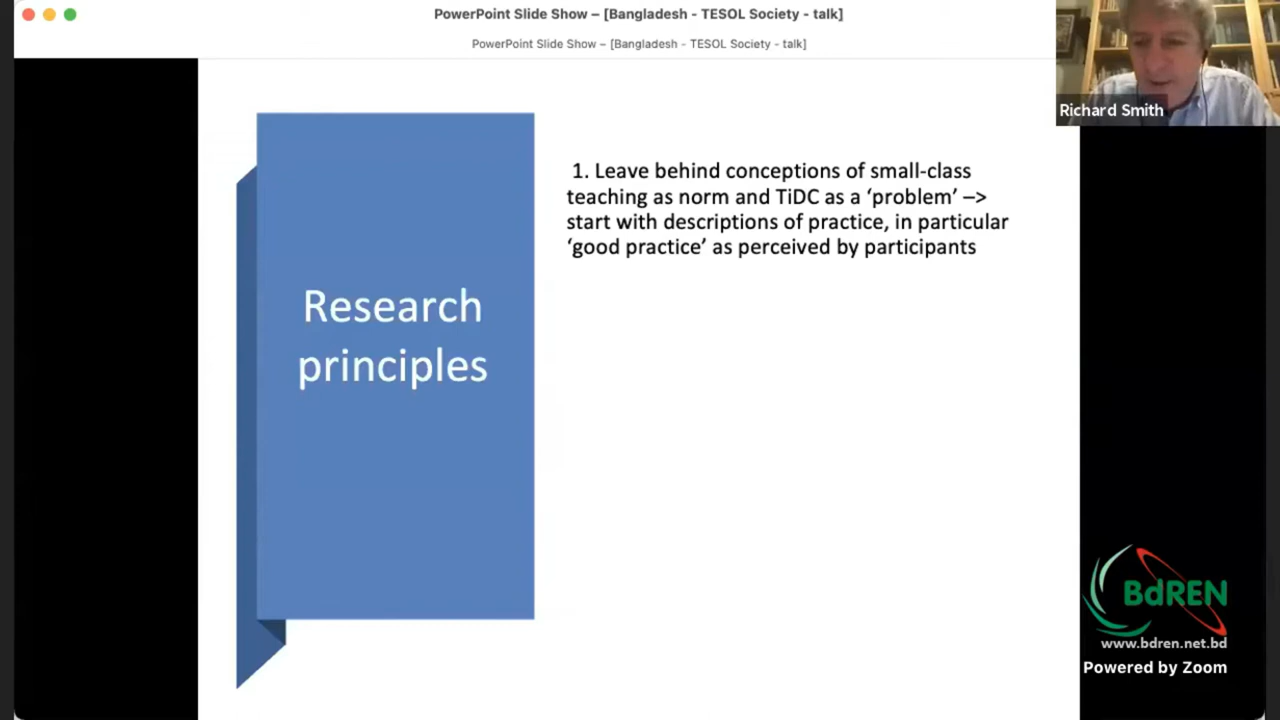 PowerPoint Slide Show – [Bangladesh - TESOL Society - talk]
PowerPoint Slide Show – [Bangladesh - TESOL Society - talk]
Richard Smith
1. Leave behind conceptions of small-class
teaching as norm and TiDC as a ‘problem’ –>
start with descriptions of practice, in particular
‘good practice’ as perceived by participants
Research
principles
BdREN
www.bdren.net.bd
Powered by Zoom